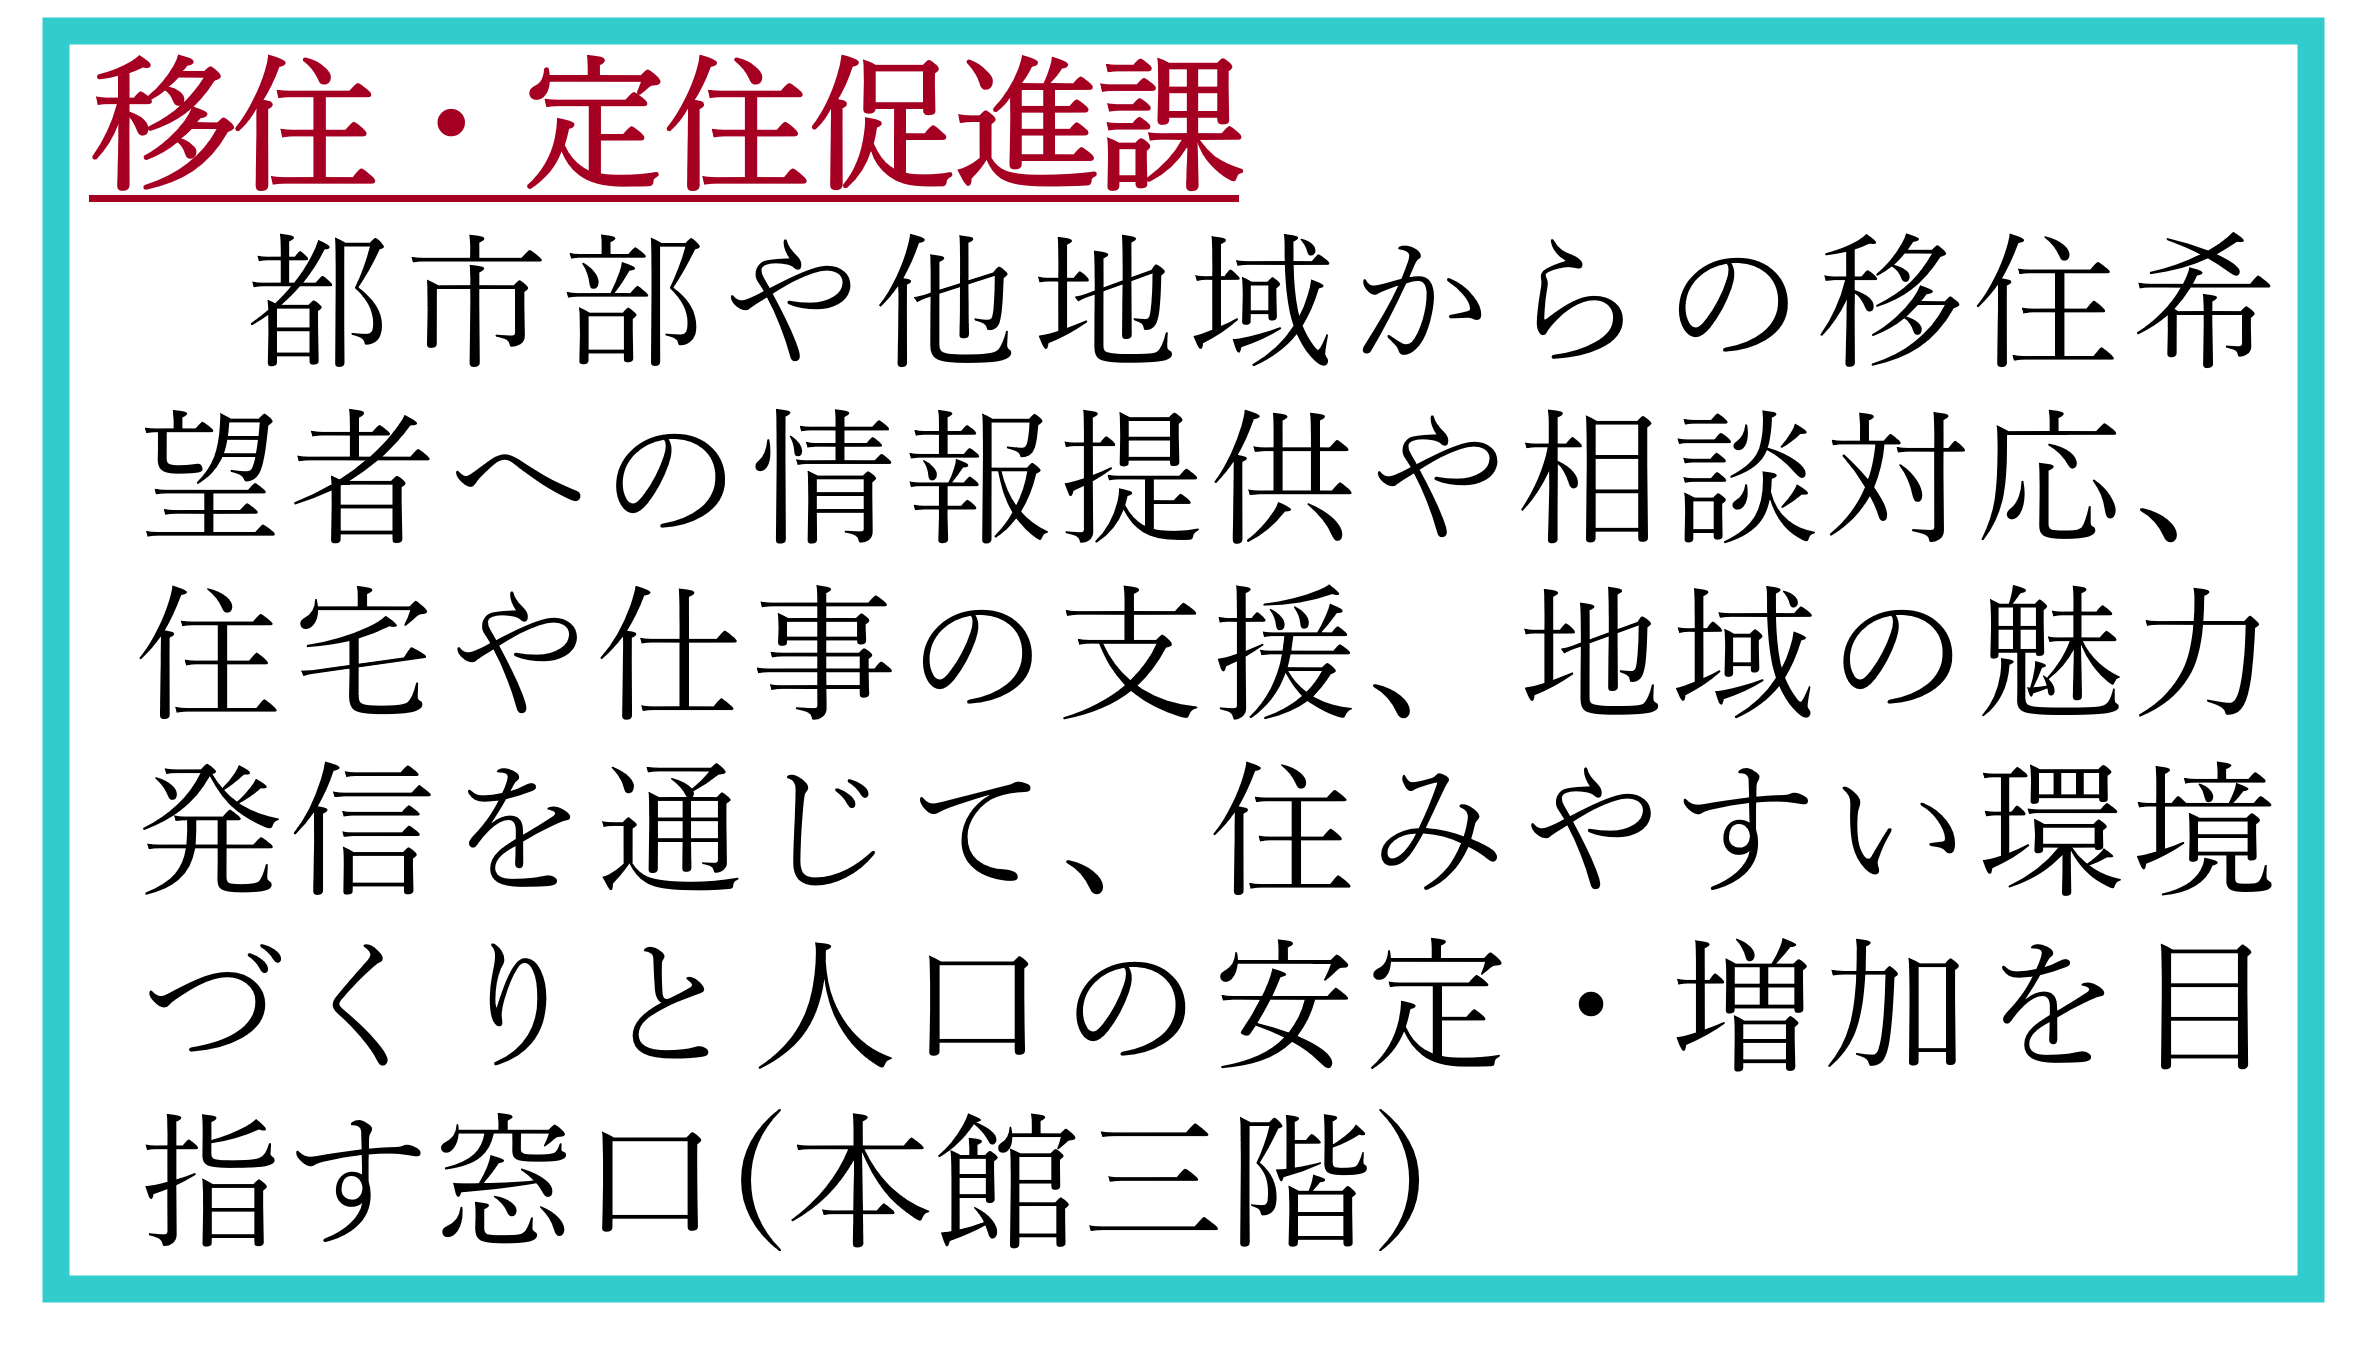 移住・定住促進課
都市部や他地域からの移住希
望者への情報提供や相談対応、
住宅や仕事の支援、地域の魅力
発信を通じて、住みやすい環境
づくりと人口の安定・増加を目
指す窓口(本館三階)